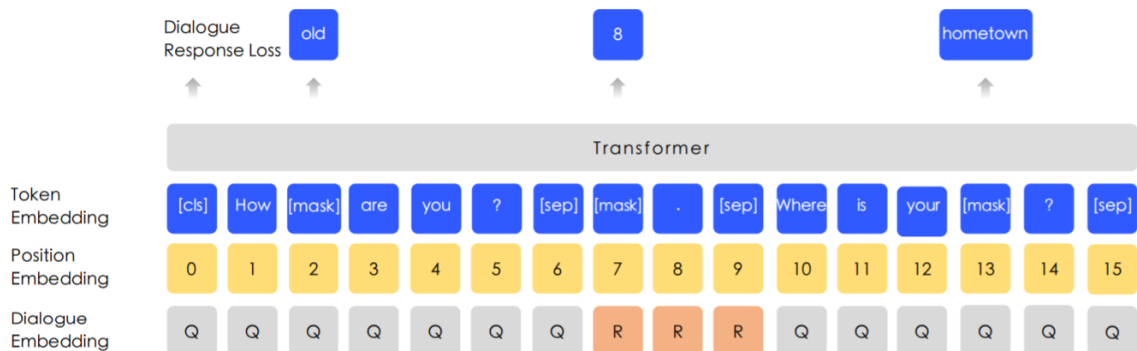 Dialogue
Response Loss
old
8
hometown
Transformer
Token
Embedding
[cls] How [mask] are you ? [sep] [mask] . [sep] Where is your [mask] ? [sep]
Position
Embedding
0 1 2 3 4 5 6 7 8 9 10 11 12 13 14 15
Dialogue
Embedding
Q Q Q Q Q Q Q R R R Q Q Q Q Q Q